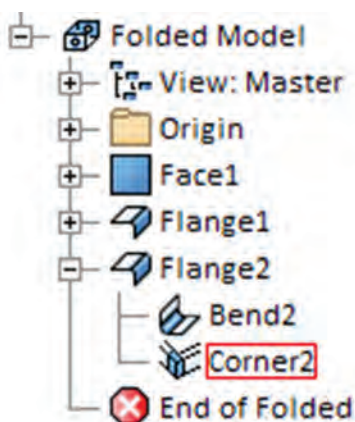 Folded Model
View: Master
Origin
Face1
Flange1
Flange2
Bend2
Corner2
End of Folded